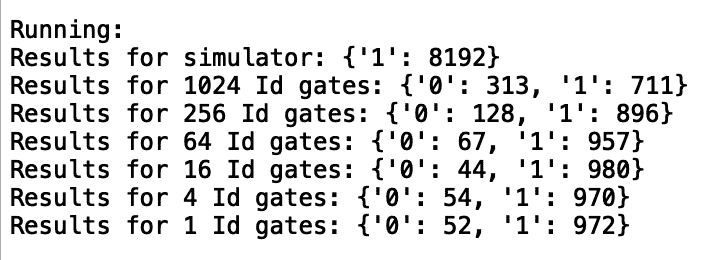 Running:
Results for simulator: {'1': 8192}
Results for 1024 Id gates: {'0': 313, '1': 711}
Results for 256 Id gates: {'0': 128, '1': 896}
Results for 64 Id gates: {'0': 67, '1': 957}
Results for 16 Id gates: {'0': 44, '1': 980}
Results for 4 Id gates: {'0': 54, '1': 970}
Results for 1 Id gates: {'0': 52, '1': 972}